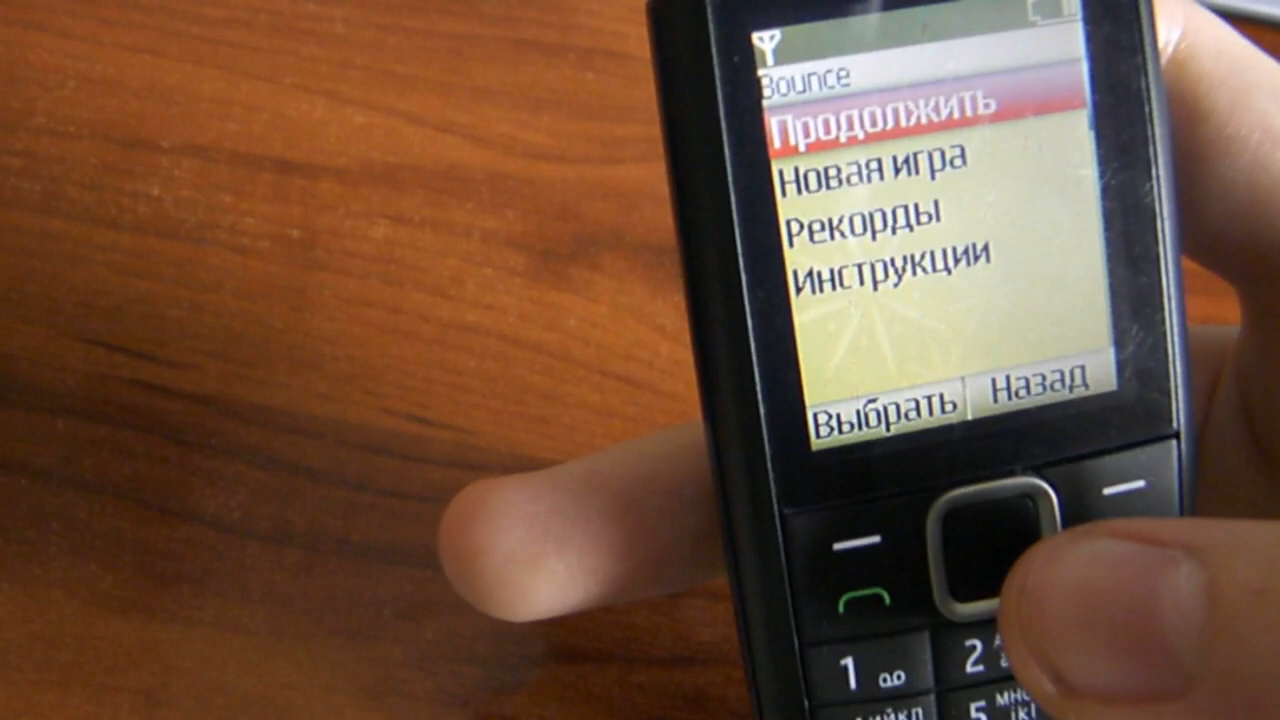 Bounce
Продолжить
Новая игра
Рекорды
Инструкции
Выбрать Назад
1 2
5